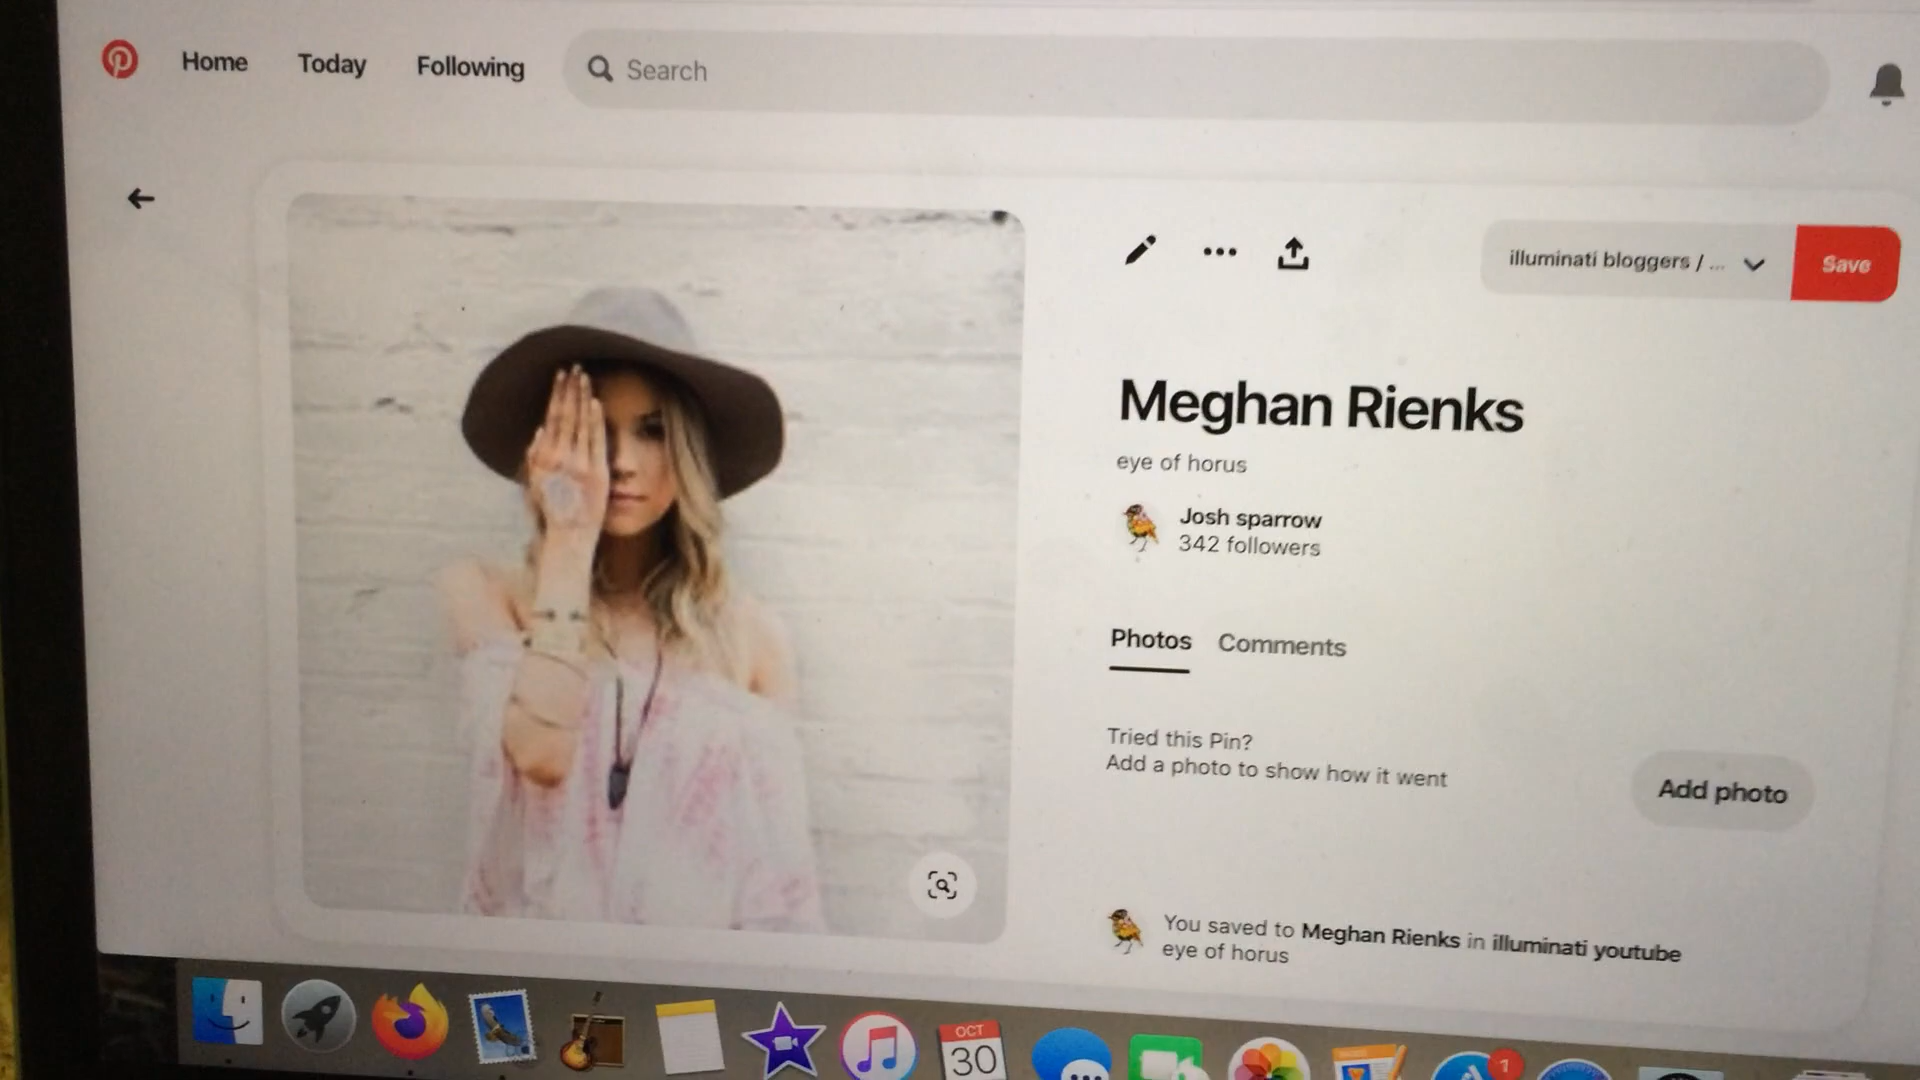 Home Today Following Search
illuminati bloggers / ... Save
Meghan Rienks
eye of horus
Josh sparrow
342 followers
Photos Comments
Tried this Pin?
Add a photo to show how it went
Add photo
You saved to Meghan Rienks in illuminati youtube
eye of horus
OCT
30
1